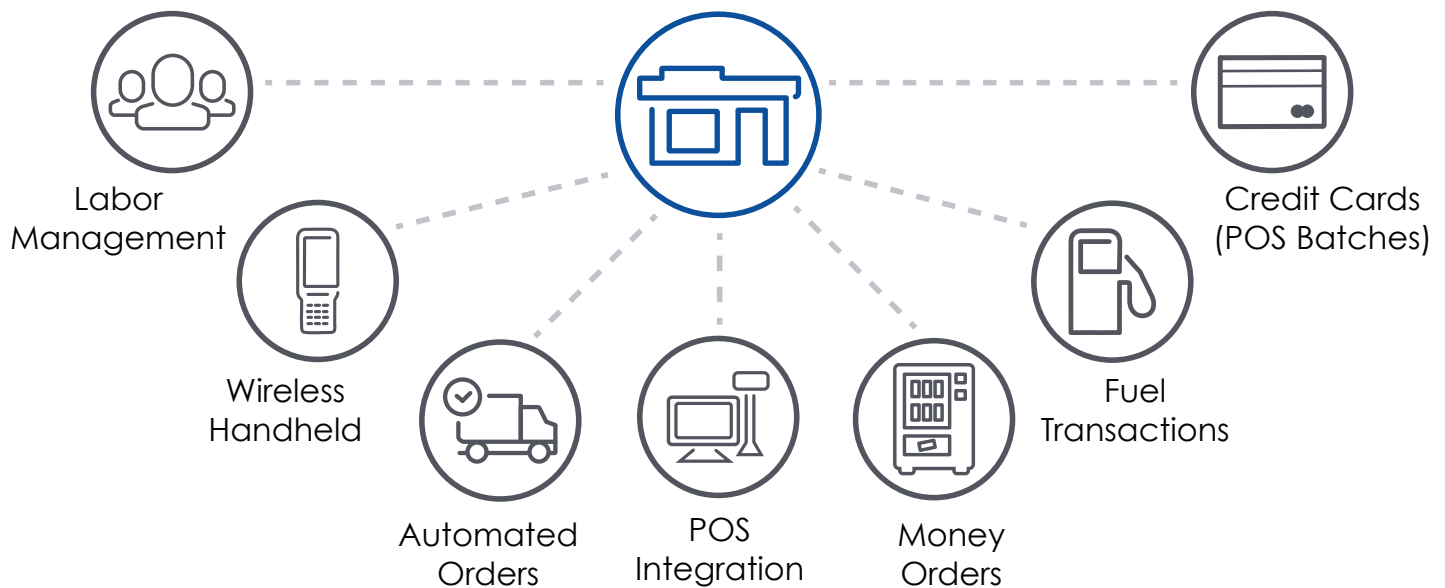 Labor
Management
Wireless
Handheld
Automated
Orders
POS
Integration
Money
Orders
Fuel
Transactions
Credit Cards
(POS Batches)